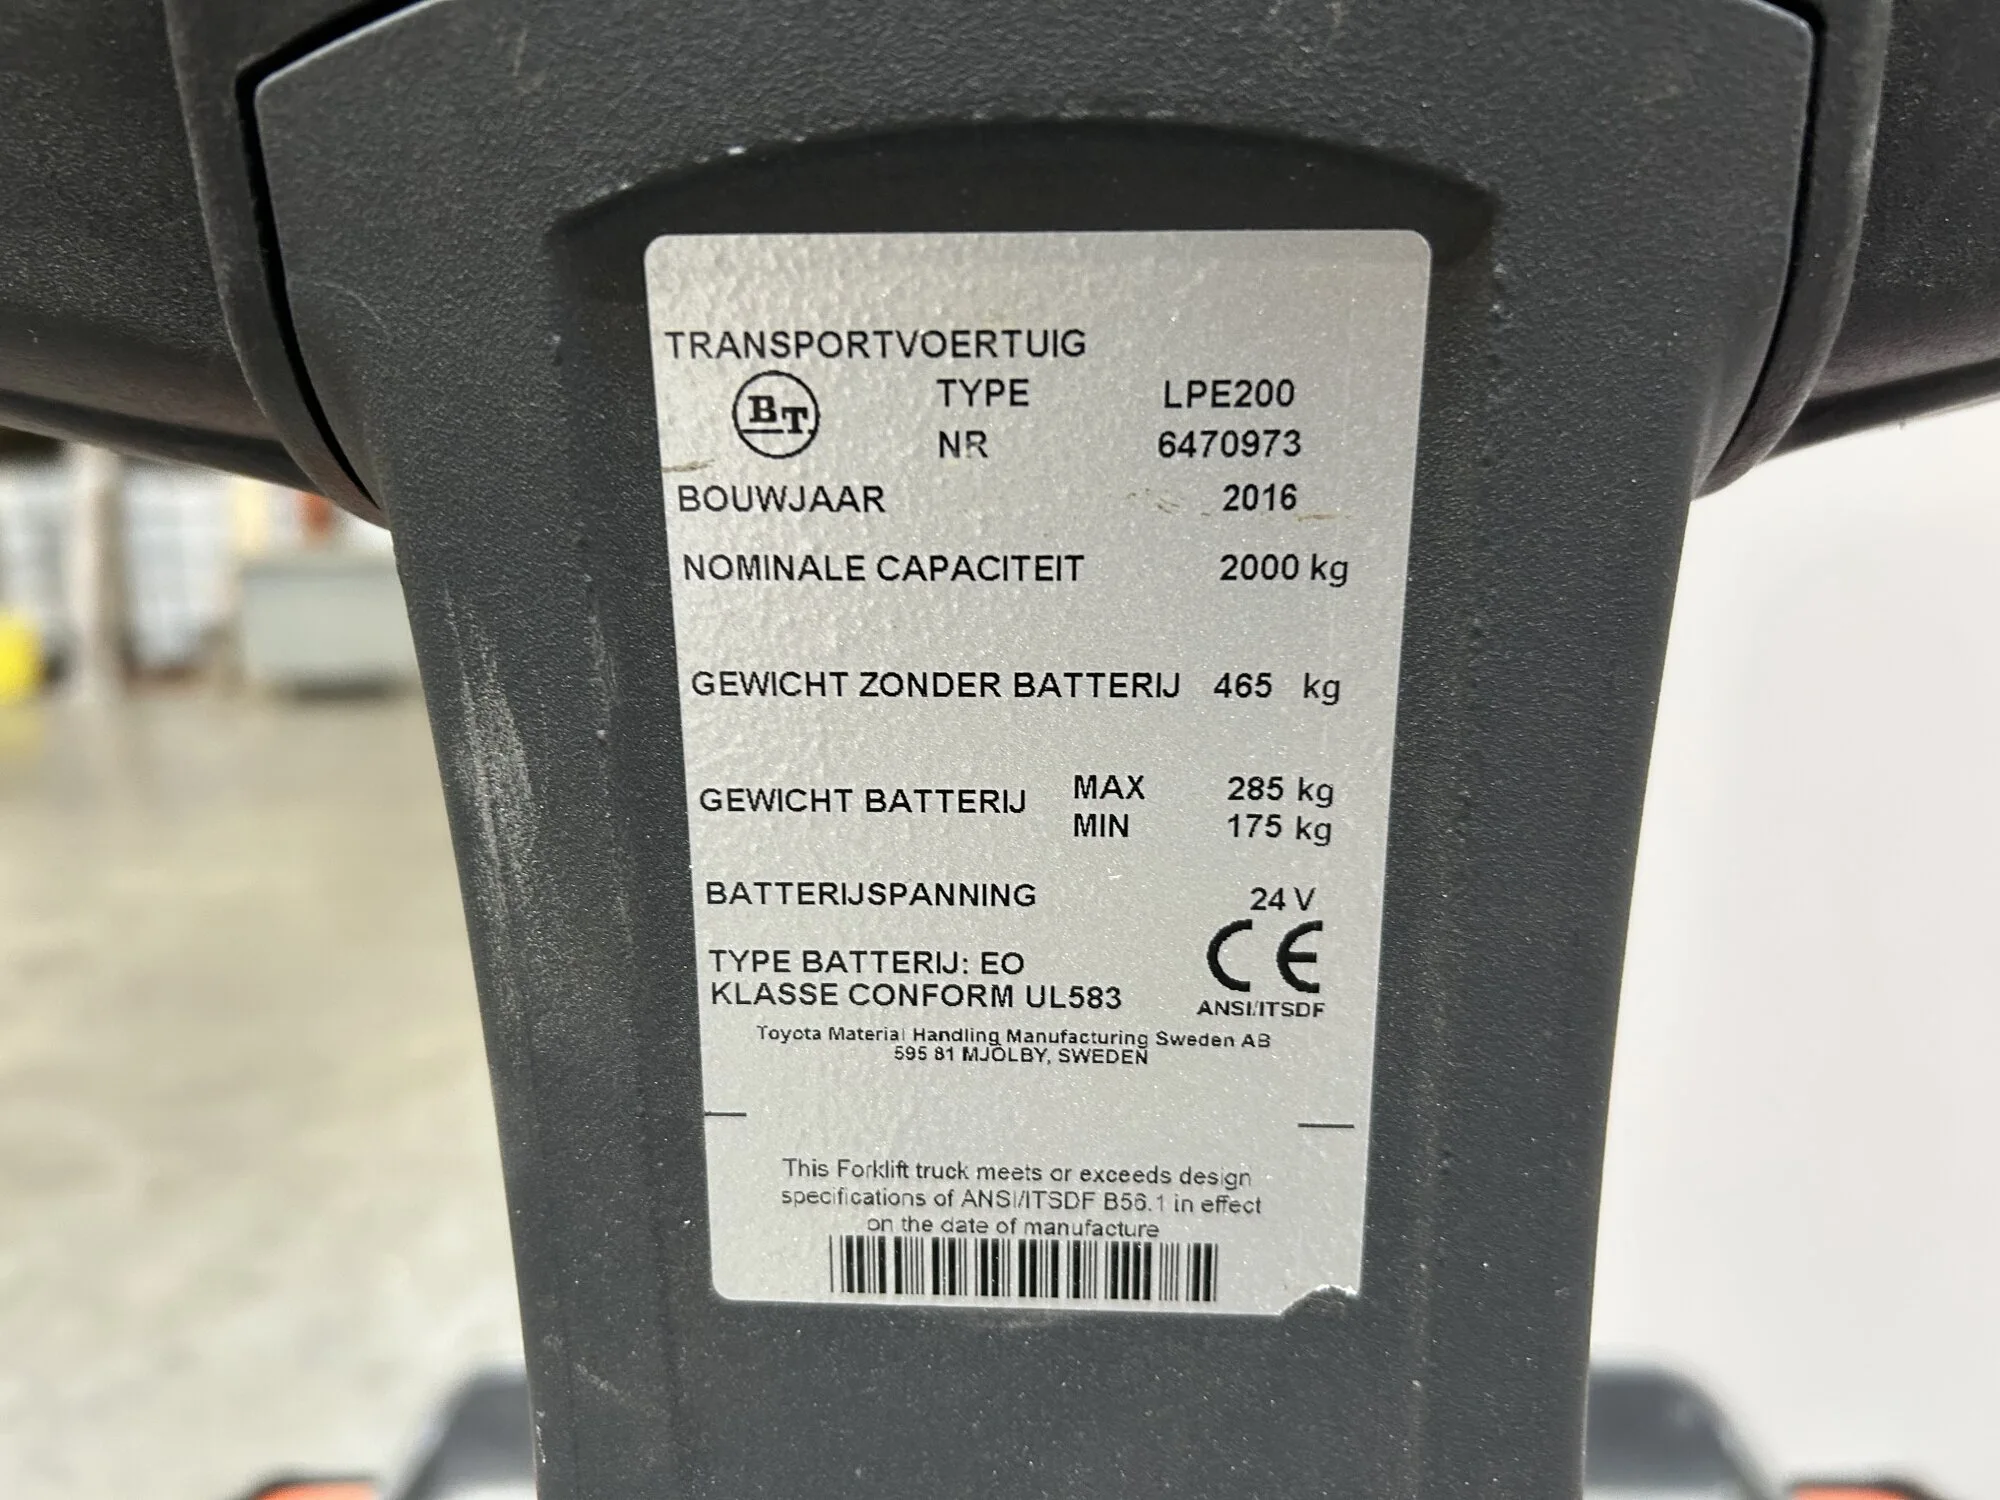 TRANSPORTVOERTUIG
BT TYPE LPE200
NR 6470973
BOUWJAAR 2016
NOMINALE CAPACITEIT 2000 kg
GEWICHT ZONDER BATTERIJ 465 kg
GEWICHT BATTERIJ MAX 285 kg
MIN 175 kg
BATTERIJSPANNING 24 V
CE
TYPE BATTERIJ: EO
KLASSE CONFORM UL583
ANSI/ITSDF
Toyota Material Handling Manufacturing Sweden AB
595 81 MJÖLBY, SWEDEN
This Forklift truck meets or exceeds design
specifications of ANSI/ITSDF B56.1 in effect
on the date of manufacture